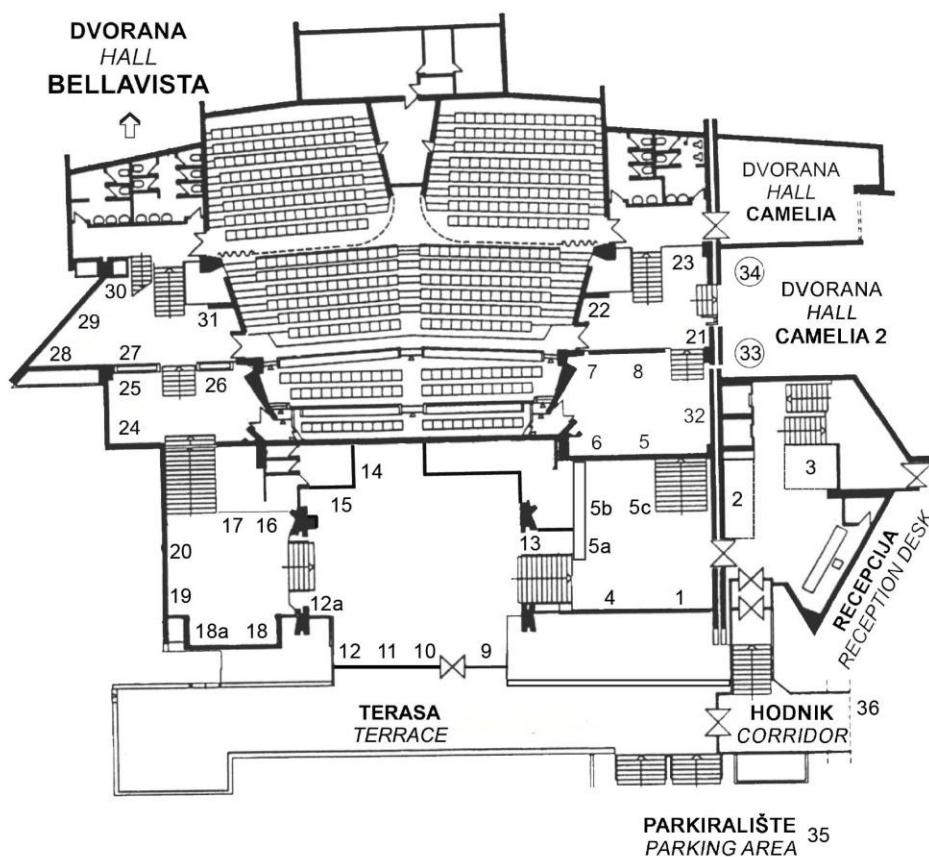 DVORANA
HALL
BELLAVISTA
DVORANA
HALL
CAMELIA
34
DVORANA
HALL
CAMELIA 2
33
23
22
21
30
31
29
28
27
26
25
24
7
8
32
6
5
3
2
14
15
17
16
13
5b
5c
5a
20
19
12a
4
1
18a
18
12
11
10
9
RECEPCIJA
RECEPTION DESK
TERASA
TERRACE
HODNIK
CORRIDOR
36
PARKIRALIŠTE
PARKING AREA
35